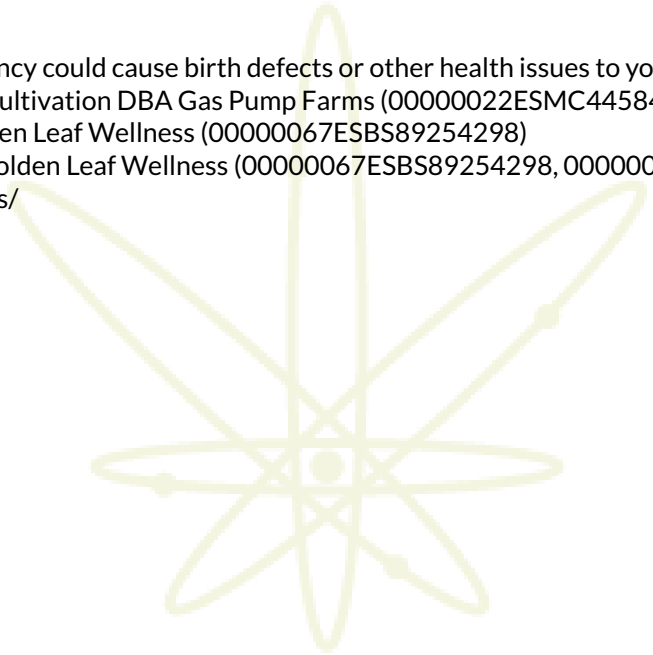 ncy could cause birth defects or other health issues to yo
ultivation DBA Gas Pump Farms (00000022ESMC44584
en Leaf Wellness (00000067ESBS89254298)
olden Leaf Wellness (00000067ESBS89254298, 000000
s/